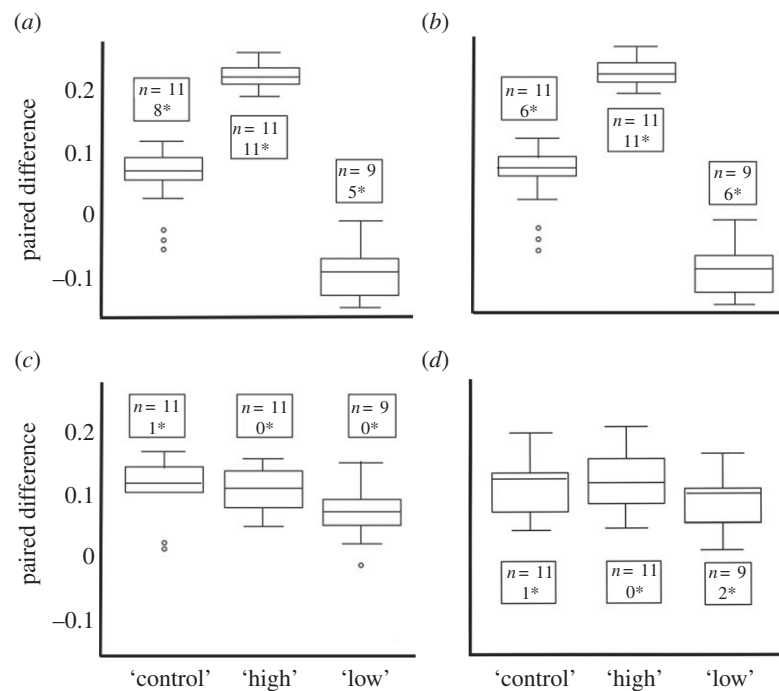 (a)
(b)
paired difference
0.2
0.1
0
–0.1
n = 11
8*
n = 11
11*
n = 9
5*
n = 11
6*
n = 11
11*
n = 9
6*
(c)
(d)
paired difference
0.2
0.1
0
–0.1
n = 11
1*
n = 11
0*
n = 9
0*
n = 11
1*
n = 11
0*
n = 9
2*
‘control’ ‘high’ ‘low’
‘control’ ‘high’ ‘low’